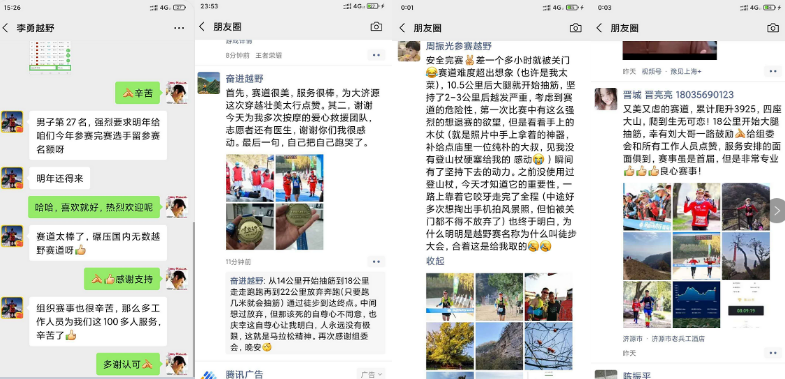 15:26
李勇越野
辛苦
男子第 27 名，强烈要求明年给
咱们今年参赛完赛选手留参赛
名额呀
明年还得来
哈哈，喜欢就好，热烈欢迎呢
赛道太棒了，碾压国内无数越
野赛道呀
感谢支持
组织赛事也很辛苦，那么多工
作人员为我们这 100 多人服务，
辛苦了
多谢认可
23:53
朋友圈
8分钟前
王者荣耀
奋进越野
首先，赛道很美，服务很棒，为大济源
这次穿越壮美太行点赞。其二，谢谢
今天为我多次按摩的爱心救援团队，
志愿者还有医生，谢谢你们我很感
动。最后一句，自己把自己跑哭了。
11分钟前
奋进越野: 从14公里开始抽筋到18公里
走走跑跑再到22公里放弃奔跑(只要跑
几米就会抽筋）通过徒步到达终点，中间
想过放弃，但那该死的自尊心不同意，也
庆幸这自尊心让我明白，人永远没有极
限，这就是马拉松精神，再次感谢组委
会，晚安
腾讯广告
广告
0:01
朋友圈
周振光参赛越野
安全完赛差一个多小时就被关门
赛道难度超出想象（也许是我太
菜），10.5公里后大腿就开始抽筋，坚
持了2~3公里后越发严重，考虑到赛
道的危险性，第一次比赛中有这么强
烈的想退赛的欲望，但是看着手上的
木仗 (就是照片中手上拿着的神器，
补给点庙里一位纯朴的大叔，见我没
有登山仗硬塞给我的 感动) 瞬间
有了坚持下去的动力。之前没使用过
登山杖，今天才知道它的重要性，一
路上靠着它咬牙走完了全程（中途好
多次想掏出手机拍风景照，但怕被关
门都不得不放弃了）也终于明白，为
什么明明是越野赛名称为什么叫徒步
大会，合着这是给我取的
收起
0:03
朋友圈
昨天
视频号 · 豫见上海+
晋城 晋亮亮 18035690123
又美又虐的赛道，累计爬升3925，四座
大山，爬到生无可恋！18公里开始大腿
抽筋，幸有刘大哥一路鼓励给组委
会和所有工作人员点赞，服务安排的面
面俱到，赛事虽是首届，但是非常专业
良心赛事！
济源市 · 济源市老兵工酒店
昨天
陈振平